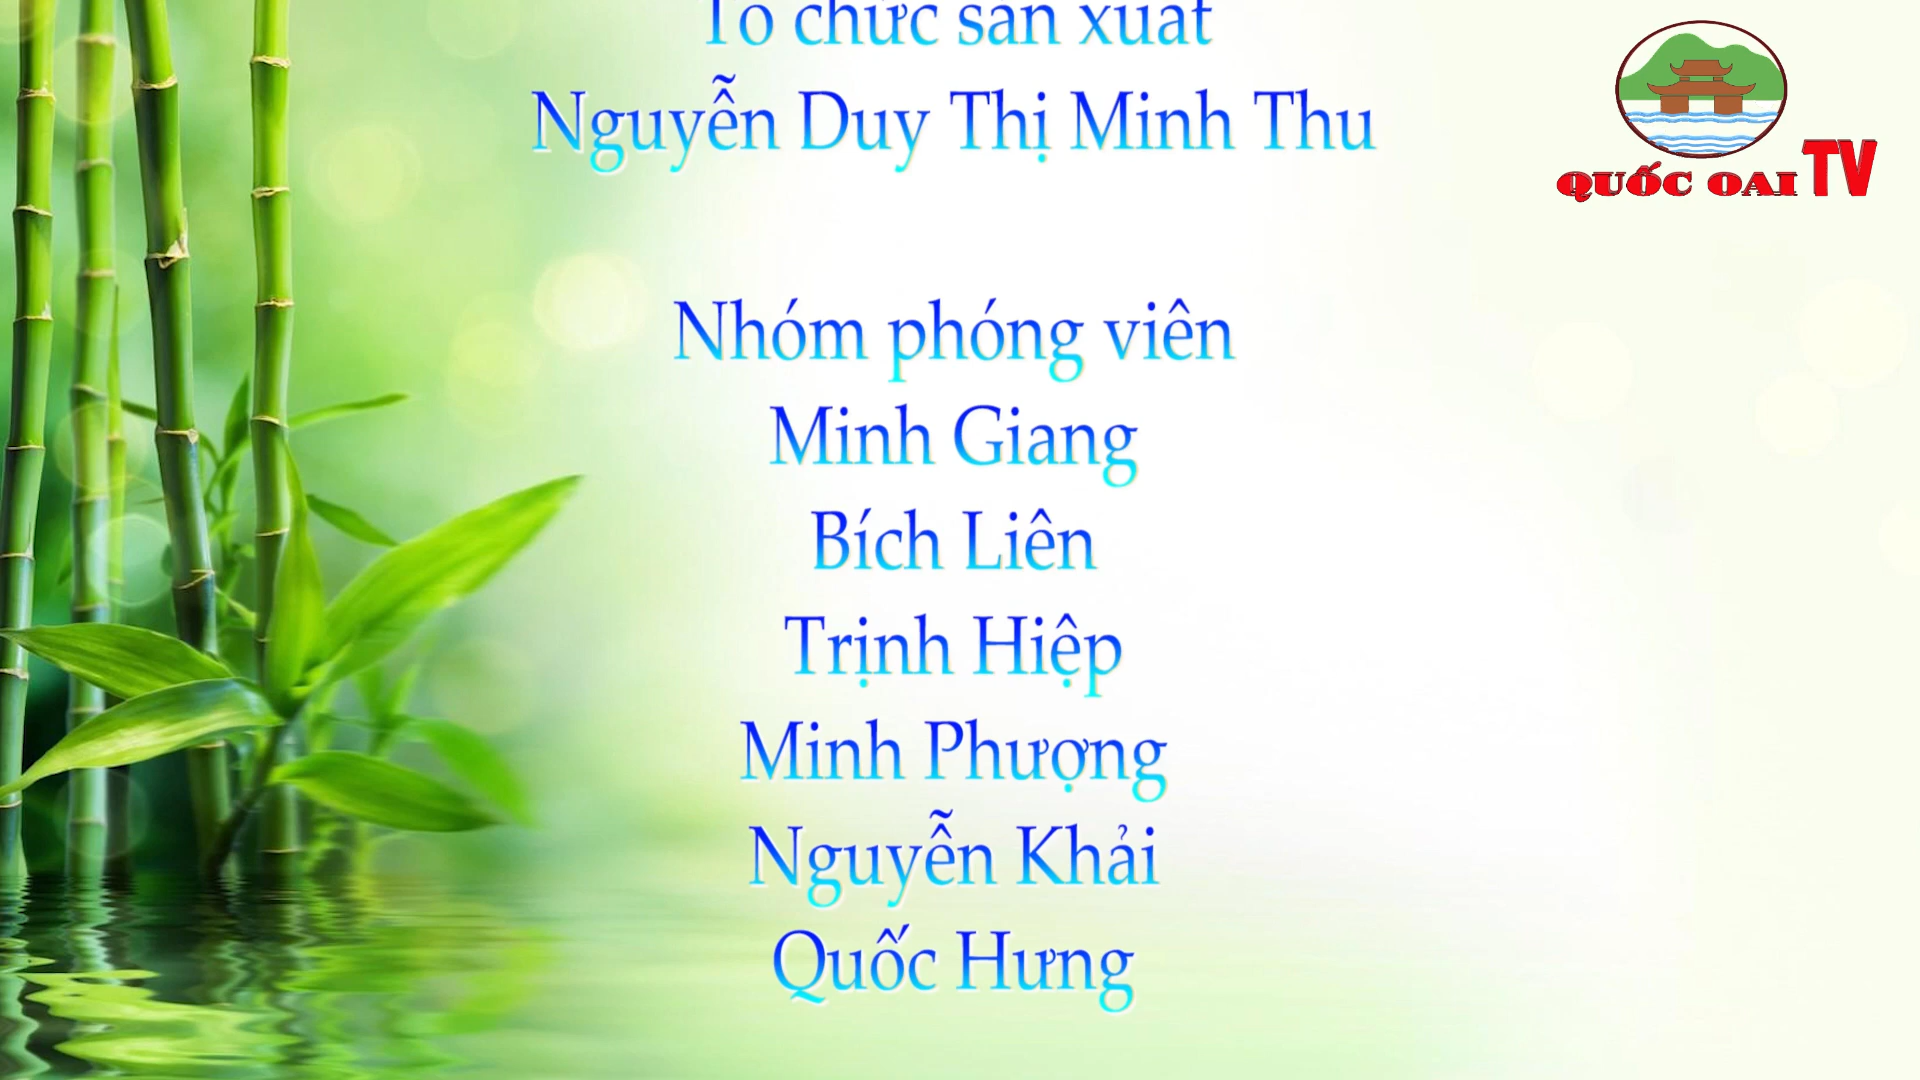 Tổ chức sản xuất
Nguyễn Duy Thị Minh Thu
QUỐC OAI TV
Nhóm phóng viên
Minh Giang
Bích Liên
Trịnh Hiệp
Minh Phượng
Nguyễn Khải
Quốc Hưng